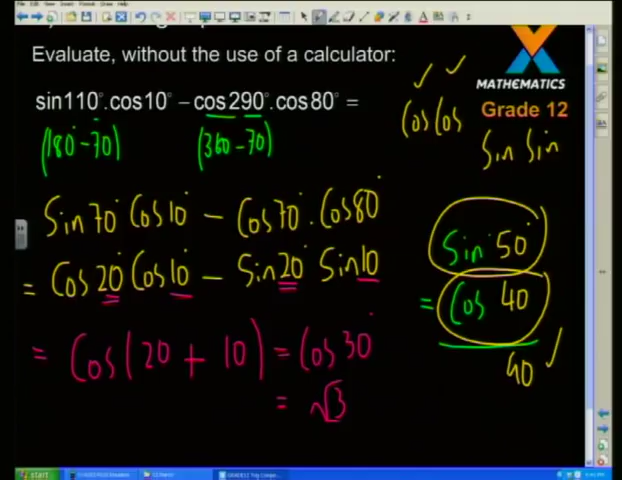 Evaluate, without the use of a calculator:
sin110°.cos10° – cos290°.cos80° =
(180° - 70) (360 - 70)
MATHEMATICS
Grade 12
Cos Cos
Sin Sin
Sin 70° Cos 10° - Cos 70° . Cos 80°
= Cos 20° Cos 10° - Sin 20° Sin 10
= Cos(20 + 10) = Cos 30°
= √3
Sin 50°
= Cos 40
40 ✓
start